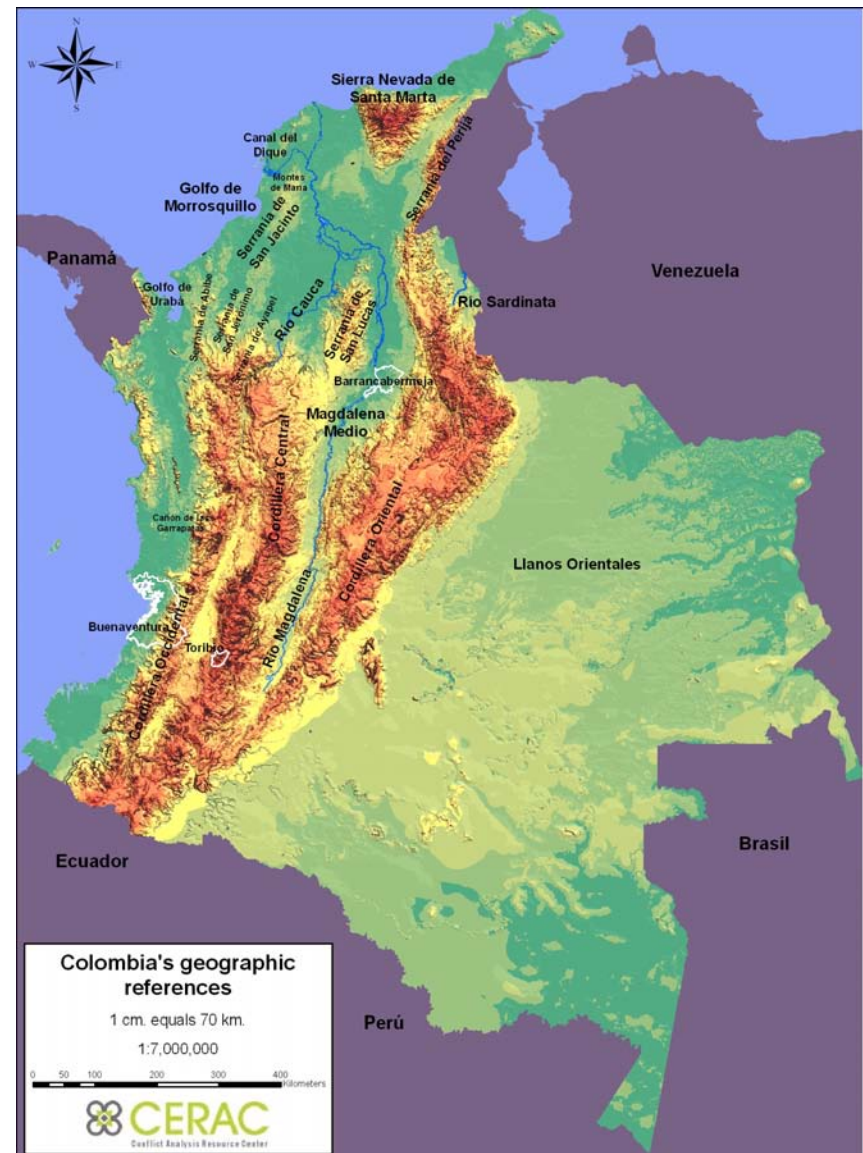 N
W
E
S
Sierra Nevada de
Santa Marta
Canal del
Dique
Montes
de María
Serranía del Perijá
Golfo de
Morrosquillo
Serranía de
San Jacinto
Panamá
Venezuela
Golfo de
Urabá
Serranía de Abibe
Serranía de
San Jerónimo
Serranía de Ayapel
Río Cauca
Serranía de
San Lucas
Río Sardinata
Barrancabermeja
Magdalena
Medio
Cordillera Central
Cordillera Oriental
Cañón de Las
Garrapatas
Llanos Orientales
Buenaventura
Toribío
Río Magdalena
Cordillera Occidental
Ecuador
Brasil
Perú
Colombia's geographic
references
1 cm. equals 70 km.
1:7,000,000
0 50 100 200 300 400
Kilometers
CERAC
Conflict Analysis Resource Center